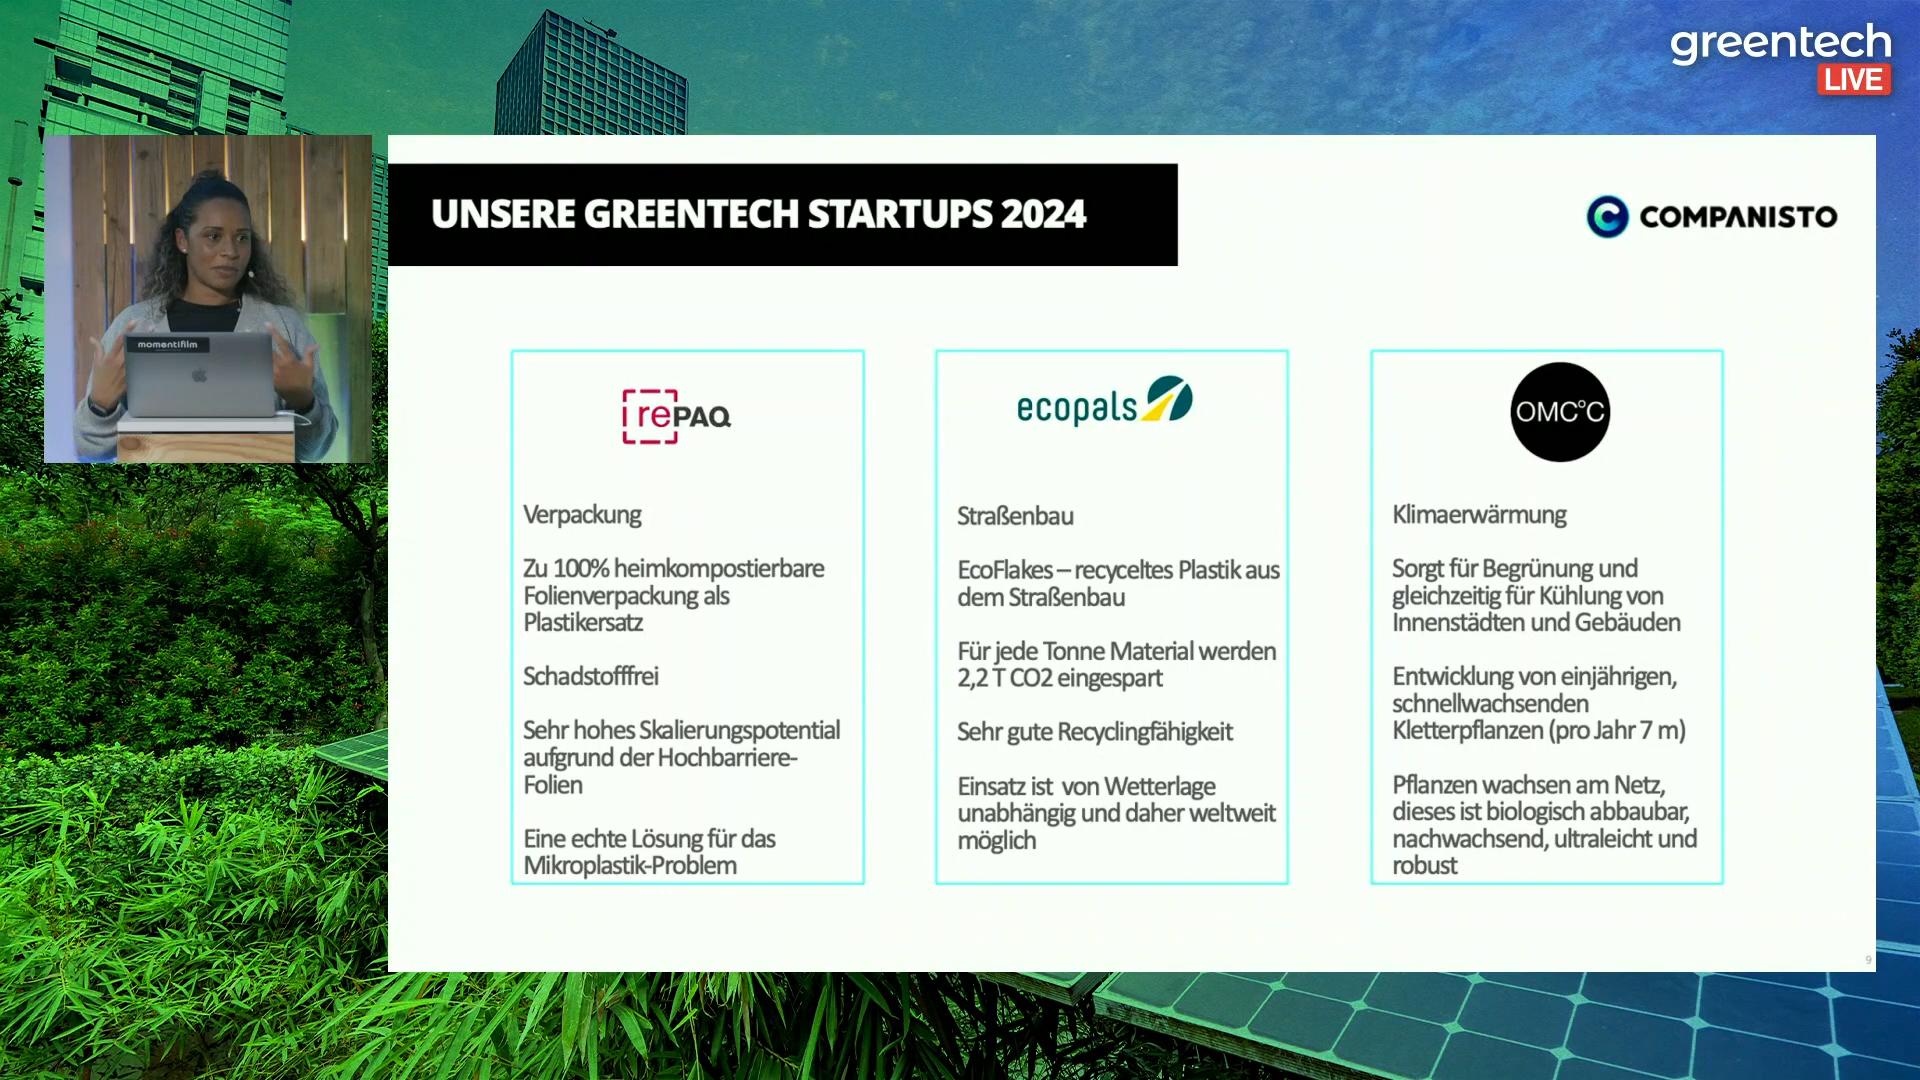 greentech
LIVE
momentifilm
UNSERE GREENTECH STARTUPS 2024
COMPANISTO
rePAQ
Verpackung
Zu 100% heimkompostierbare
Folienverpackung als
Plastikersatz
Schadstofffrei
Sehr hohes Skalierungspotential
aufgrund der Hochbarriere-
Folien
Eine echte Lösung für das
Mikroplastik-Problem
ecopals
Straßenbau
EcoFlakes – recyceltes Plastik aus
dem Straßenbau
Für jede Tonne Material werden
2,2 T CO2 eingespart
Sehr gute Recyclingfähigkeit
Einsatz ist von Wetterlage
unabhängig und daher weltweit
möglich
OMC°C
Klimaerwärmung
Sorgt für Begrünung und
gleichzeitig für Kühlung von
Innenstädten und Gebäuden
Entwicklung von einjährigen,
schnellwachsenden
Kletterpflanzen (pro Jahr 7 m)
Pflanzen wachsen am Netz,
dieses ist biologisch abbaubar,
nachwachsend, ultraleicht und
robust
9